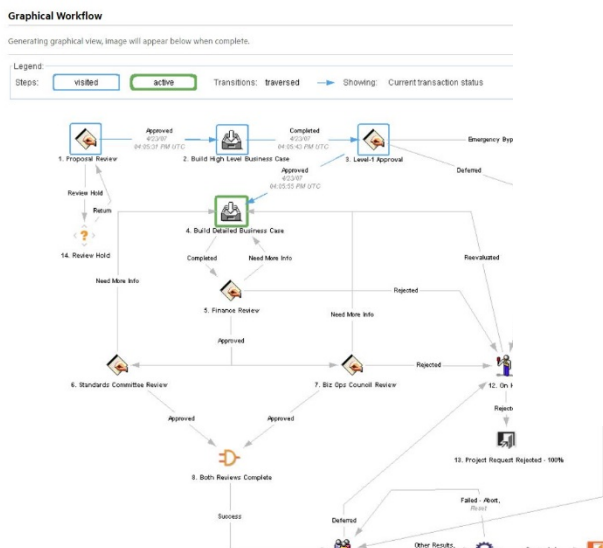 Graphical Workflow
Generating graphical view, image will appear below when complete.
Legend:
Steps: visited active Transitions: traversed Showing: Current transaction status
Approved
4/23/07
04:05:31 PM UTC
Completed
4/23/07
04:05:43 PM UTC
Emergency Byp
1. Proposal Review
2. Build High Level Business Case
3. Level-1 Approval
Approved
4/23/07
04:05:55 PM UTC
Deferred
Review Hold
Return
4. Build Detailed Business Case
14. Review Hold
Completed
Need More Info
Reevaluated
Need More Info
Rejected
5. Finance Review
Need More Info
Approved
Rejected
6. Standards Committee Review
7. Biz Ops Council Review
12. On H
Approved
Approved
Rejecte
13. Project Request Rejected - 100%
8. Both Reviews Complete
Failed - Abort,
Reset
Success
Deferred
Other Results,